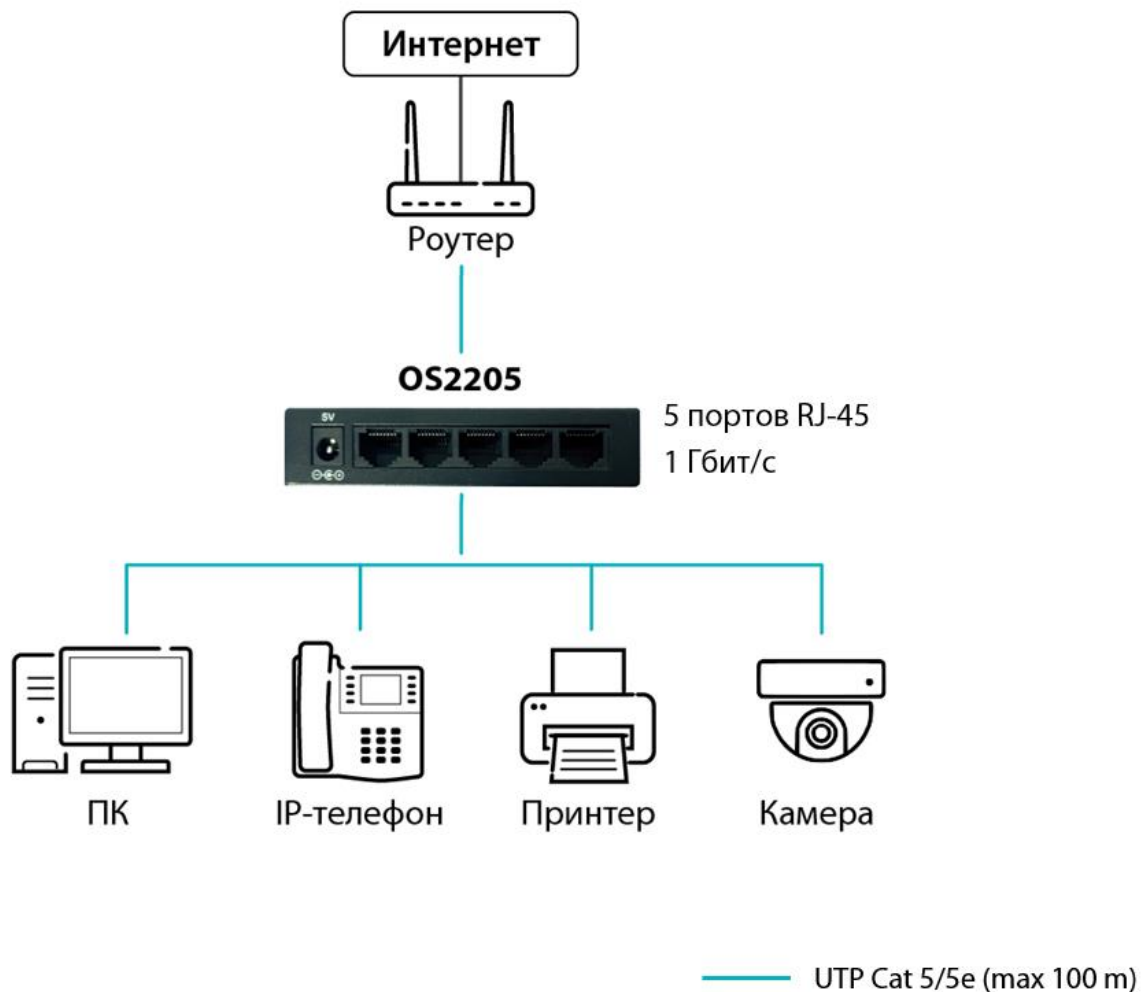 Интернет
Роутер
OS2205
5V
5 портов RJ-45
1 Гбит/с
ПК
IP-телефон
Принтер
Камера
UTP Cat 5/5e (max 100 m)